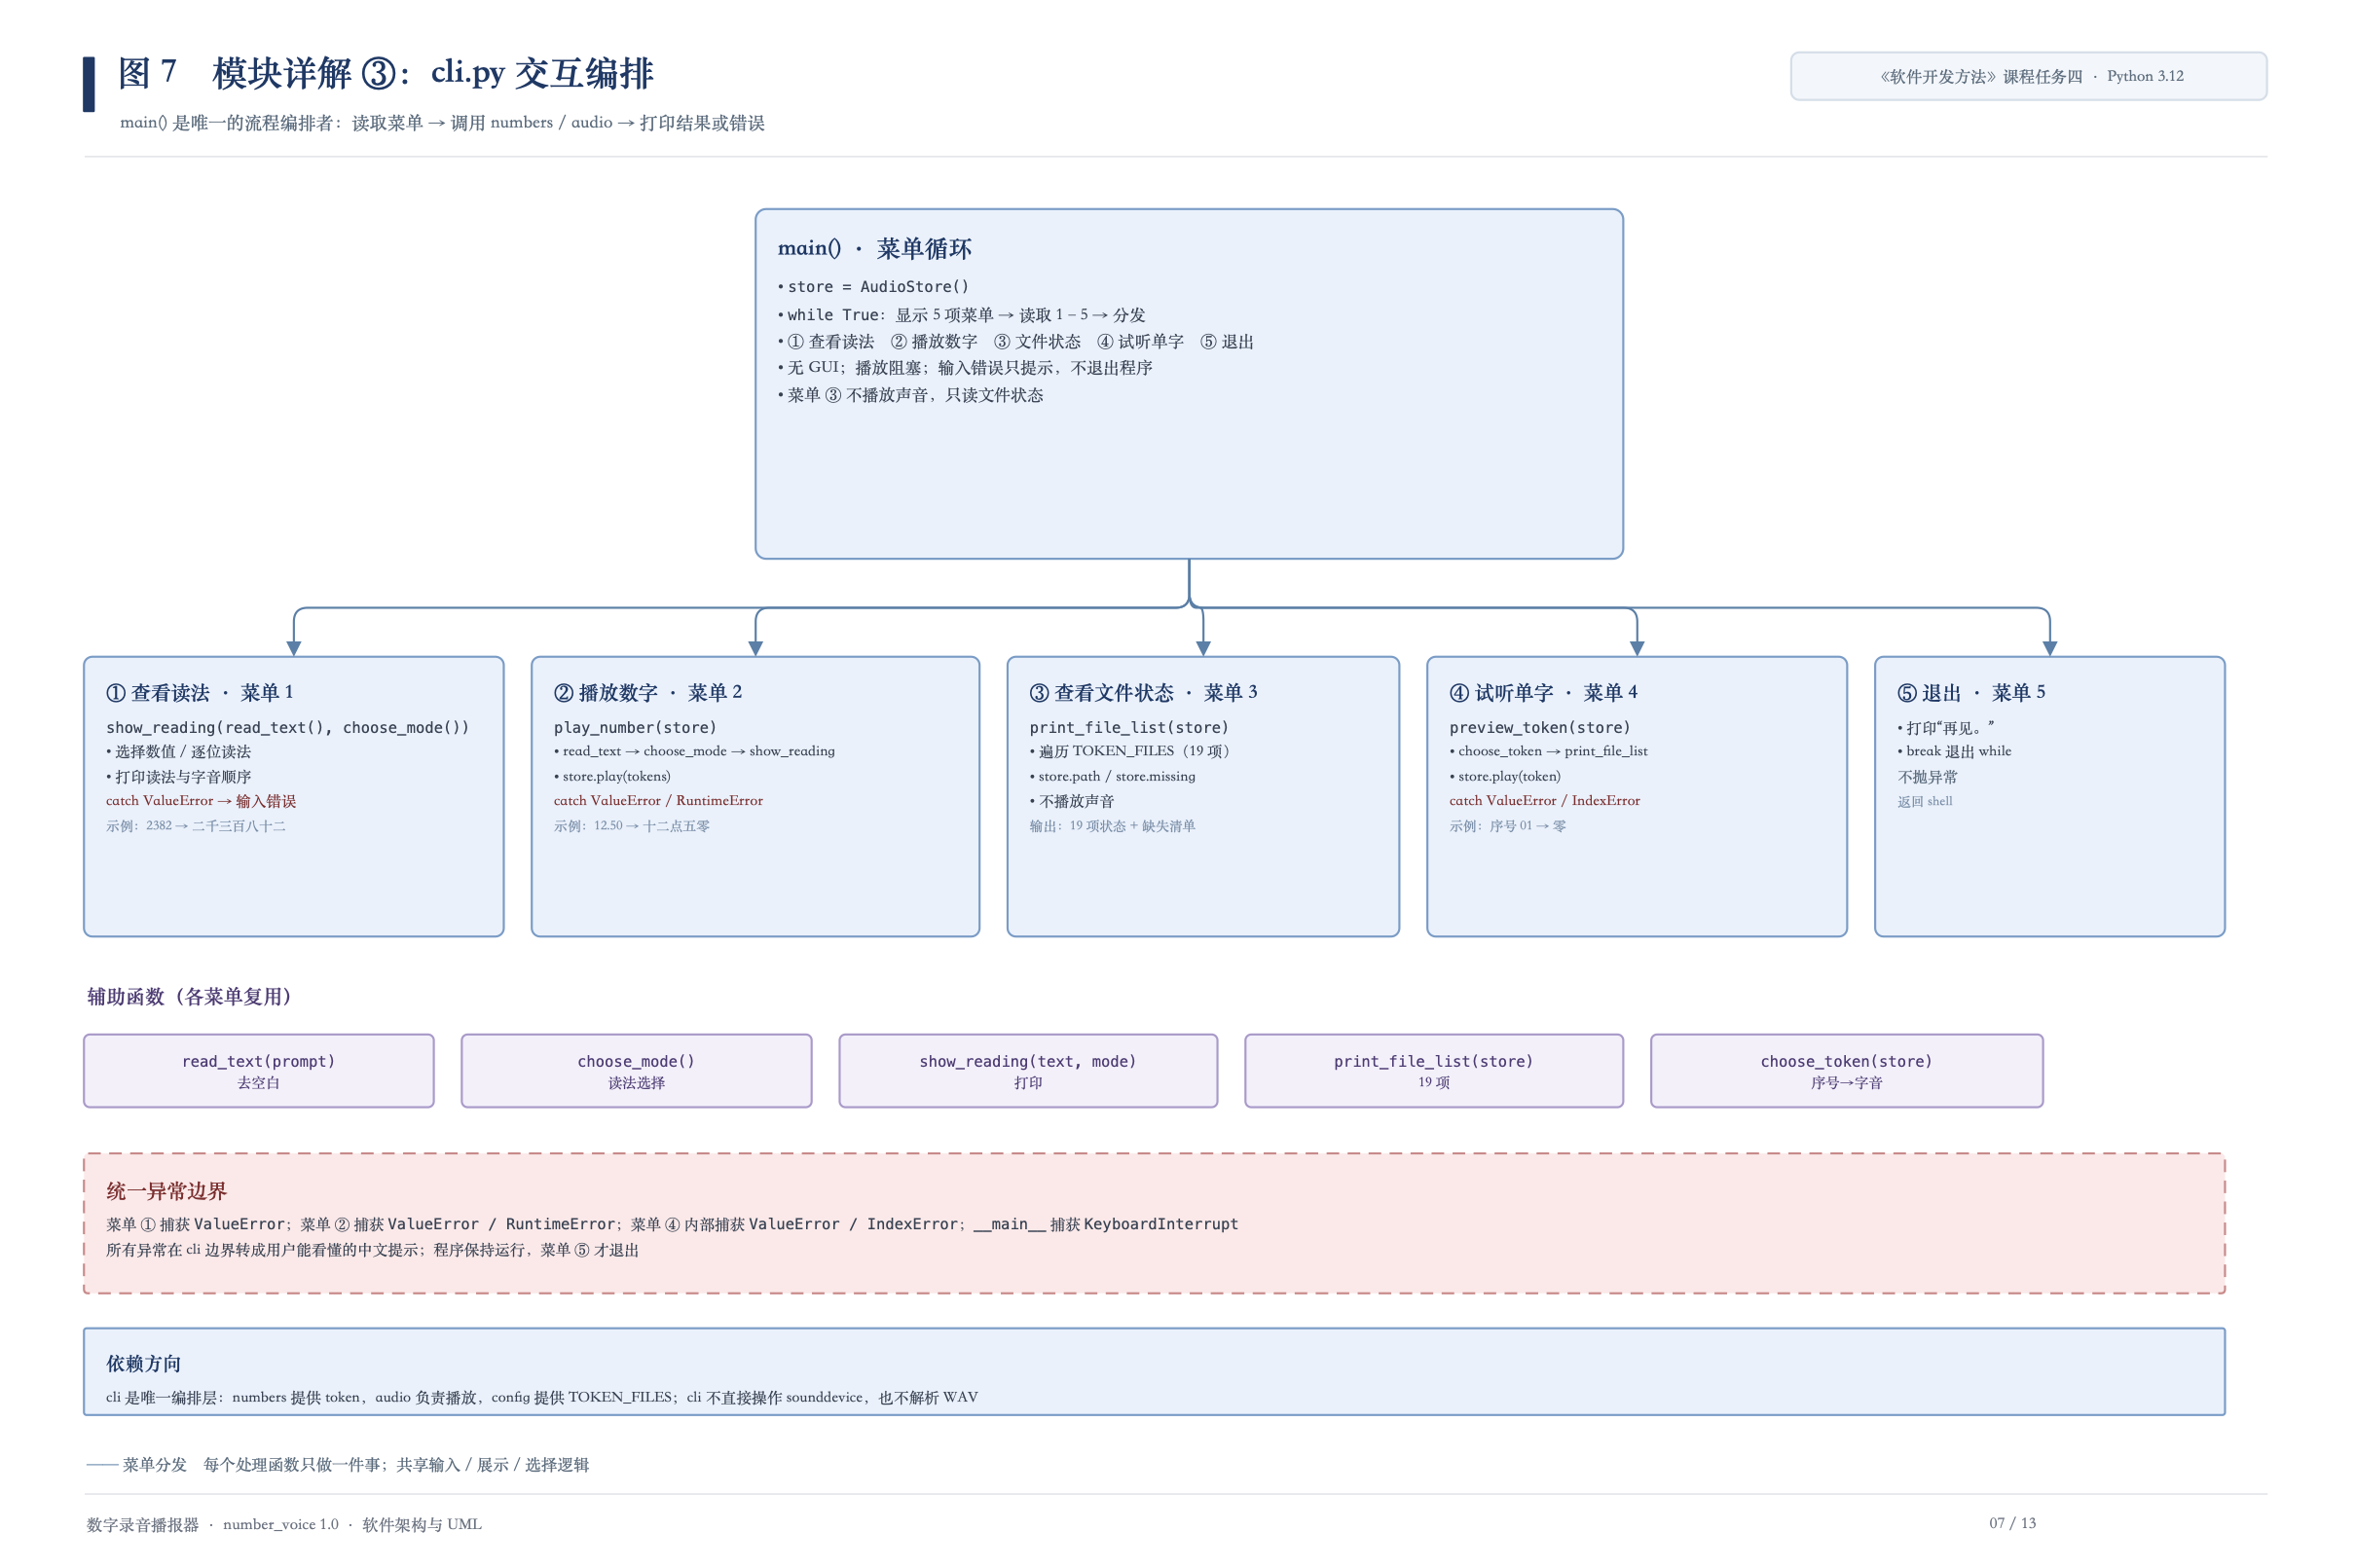 图 7　模块详解 ③：cli.py 交互编排
《软件开发方法》课程任务四 · Python 3.12
main() 是唯一的流程编排者：读取菜单 → 调用 numbers / audio → 打印结果或错误
main() · 菜单循环
• store = AudioStore()
• while True：显示 5 项菜单 → 读取 1 – 5 → 分发
• ① 查看读法　② 播放数字　③ 文件状态　④ 试听单字　⑤ 退出
• 无 GUI；播放阻塞；输入错误只提示，不退出程序
• 菜单 ③ 不播放声音，只读文件状态
① 查看读法 · 菜单 1
show_reading(read_text(), choose_mode())
• 选择数值 / 逐位读法
• 打印读法与字音顺序
catch ValueError → 输入错误
示例：2382 → 二千三百八十二
② 播放数字 · 菜单 2
play_number(store)
• read_text → choose_mode → show_reading
• store.play(tokens)
catch ValueError / RuntimeError
示例：12.50 → 十二点五零
③ 查看文件状态 · 菜单 3
print_file_list(store)
• 遍历 TOKEN_FILES（19 项）
• store.path / store.missing
• 不播放声音
输出：19 项状态 + 缺失清单
④ 试听单字 · 菜单 4
preview_token(store)
• choose_token → print_file_list
• store.play(token)
catch ValueError / IndexError
示例：序号 01 → 零
⑤ 退出 · 菜单 5
• 打印“再见。”
• break 退出 while
不抛异常
返回 shell
辅助函数（各菜单复用）
read_text(prompt)
去空白
choose_mode()
读法选择
show_reading(text, mode)
打印
print_file_list(store)
19 项
choose_token(store)
序号→字音
统一异常边界
菜单 ① 捕获 ValueError；菜单 ② 捕获 ValueError / RuntimeError；菜单 ④ 内部捕获 ValueError / IndexError；__main__ 捕获 KeyboardInterrupt
所有异常在 cli 边界转成用户能看懂的中文提示；程序保持运行，菜单 ⑤ 才退出
依赖方向
cli 是唯一编排层：numbers 提供 token，audio 负责播放，config 提供 TOKEN_FILES；cli 不直接操作 sounddevice，也不解析 WAV
菜单分发　每个处理函数只做一件事；共享输入 / 展示 / 选择逻辑
数字录音播报器 · number_voice 1.0 · 软件架构与 UML
07 / 13